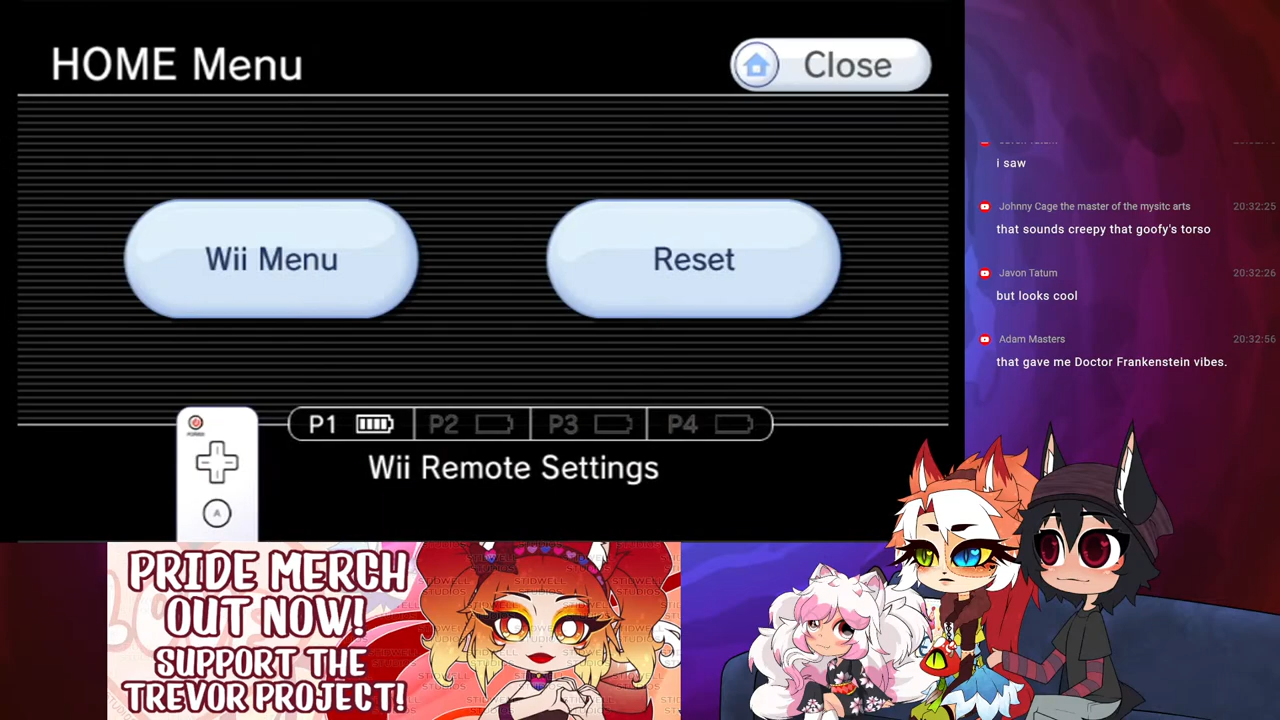 HOME Menu
Close
Wii Menu
Reset
POWER
P1
P2
P3
P4
A
Wii Remote Settings
i saw
Johnny Cage the master of the mysitc arts 20:32:25
that sounds creepy that goofy's torso
Javon Tatum 20:32:26
but looks cool
Adam Masters 20:32:56
that gave me Doctor Frankenstein vibes.
PRIDE MERCH
OUT NOW!
SUPPORT THE
TREVOR PROJECT!
STIDWELL
STUDIOS